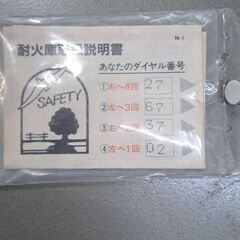 N-1
耐火庫取扱説明書
あなたのダイヤル番号
SAFETY
①右へ4回 27
②左へ3回 67
③右へ2回 37
④左へ1回 02